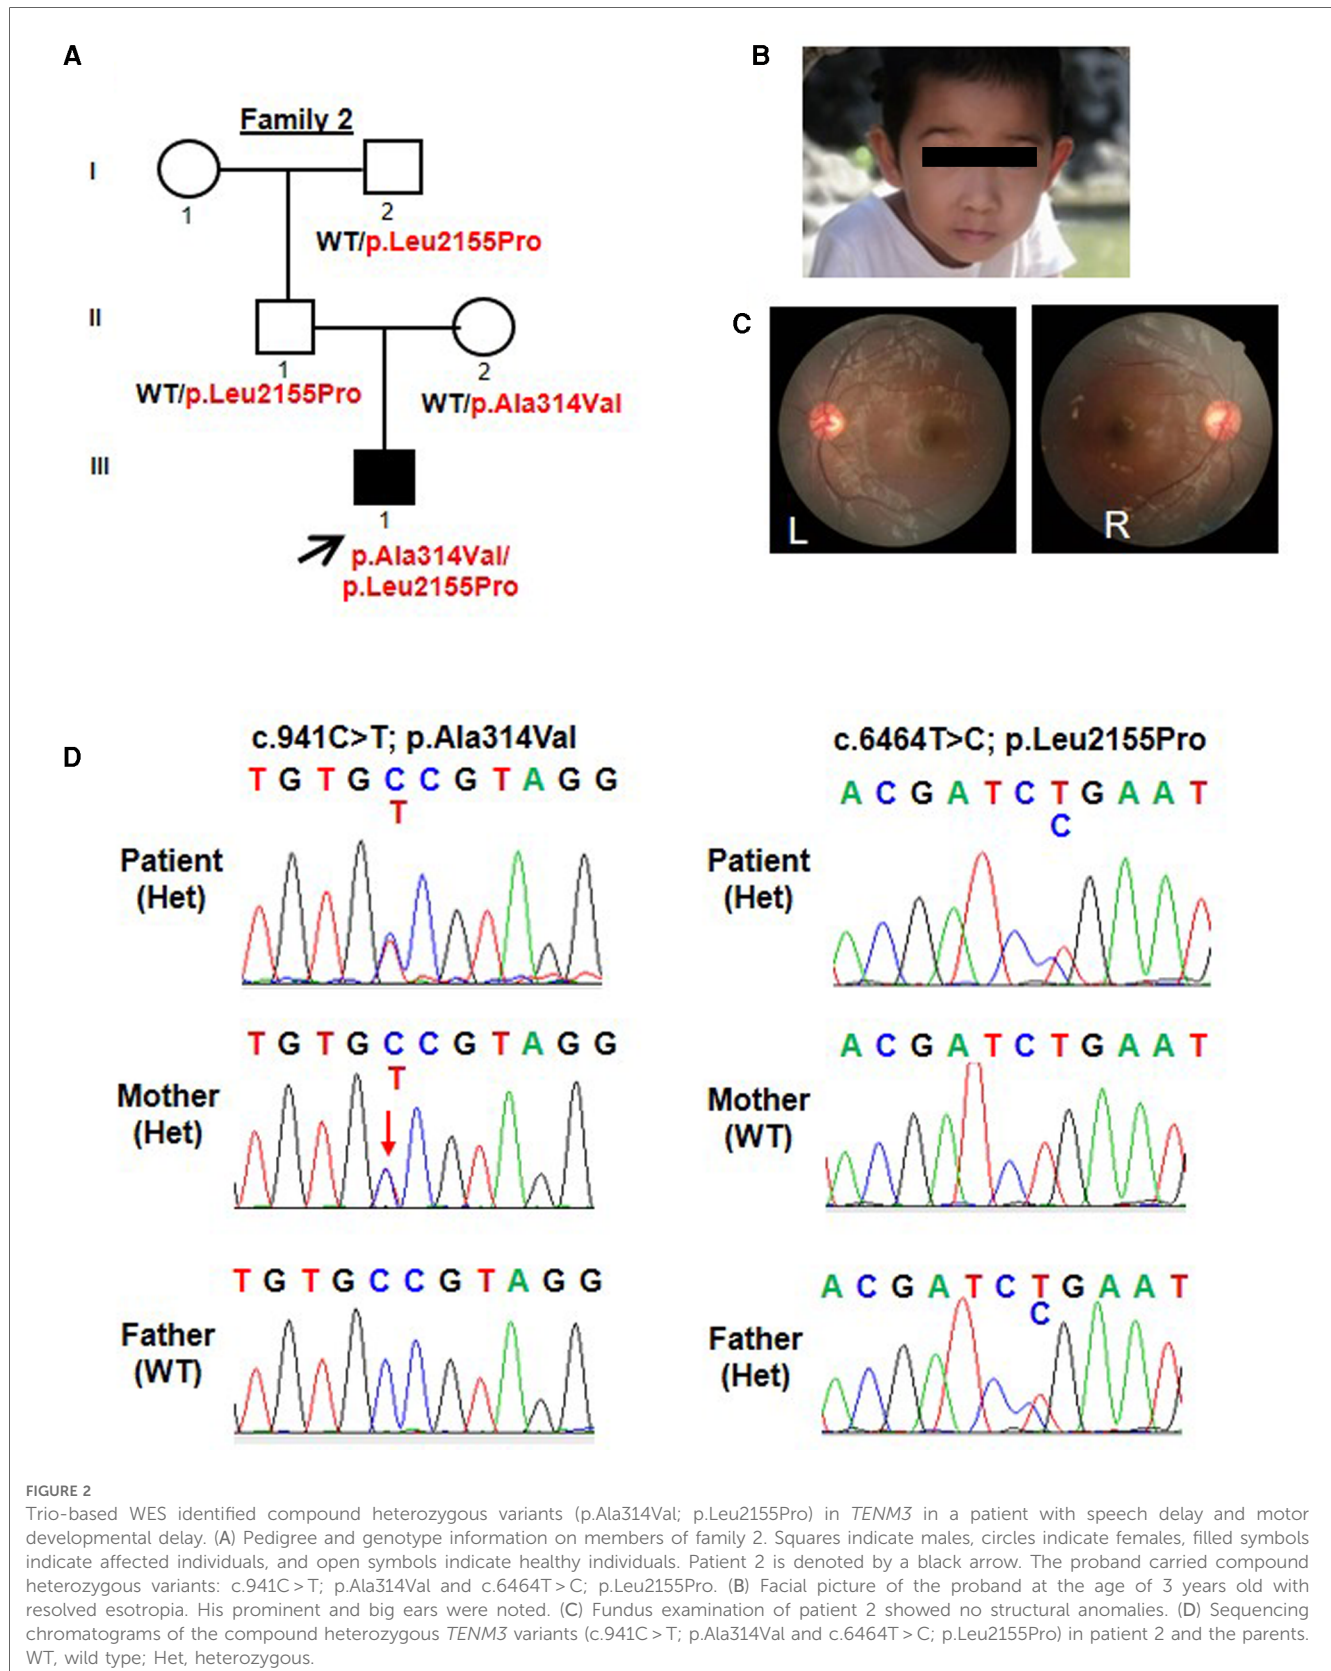 A
Family 2
I
1
2
WT/p.Leu2155Pro
II
1
WT/p.Leu2155Pro
2
WT/p.Ala314Val
III
1
p.Ala314Val/
p.Leu2155Pro
B
C
L
R
D
c.941C>T; p.Ala314Val
T G T G C C G T A G G
T
Patient
(Het)
T G T G C C G T A G G
T
Mother
(Het)
T G T G C C G T A G G
Father
(WT)
c.6464T>C; p.Leu2155Pro
A C G A T C T G A A T
C
Patient
(Het)
A C G A T C T G A A T
Mother
(WT)
A C G A T C T G A A T
C
Father
(Het)
FIGURE 2
Trio-based WES identified compound heterozygous variants (p.Ala314Val; p.Leu2155Pro) in TENM3 in a patient with speech delay and motor
developmental delay. (A) Pedigree and genotype information on members of family 2. Squares indicate males, circles indicate females, filled symbols
indicate affected individuals, and open symbols indicate healthy individuals. Patient 2 is denoted by a black arrow. The proband carried compound
heterozygous variants: c.941C > T; p.Ala314Val and c.6464T > C; p.Leu2155Pro. (B) Facial picture of the proband at the age of 3 years old with
resolved esotropia. His prominent and big ears were noted. (C) Fundus examination of patient 2 showed no structural anomalies. (D) Sequencing
chromatograms of the compound heterozygous TENM3 variants (c.941C > T; p.Ala314Val and c.6464T > C; p.Leu2155Pro) in patient 2 and the parents.
WT, wild type; Het, heterozygous.